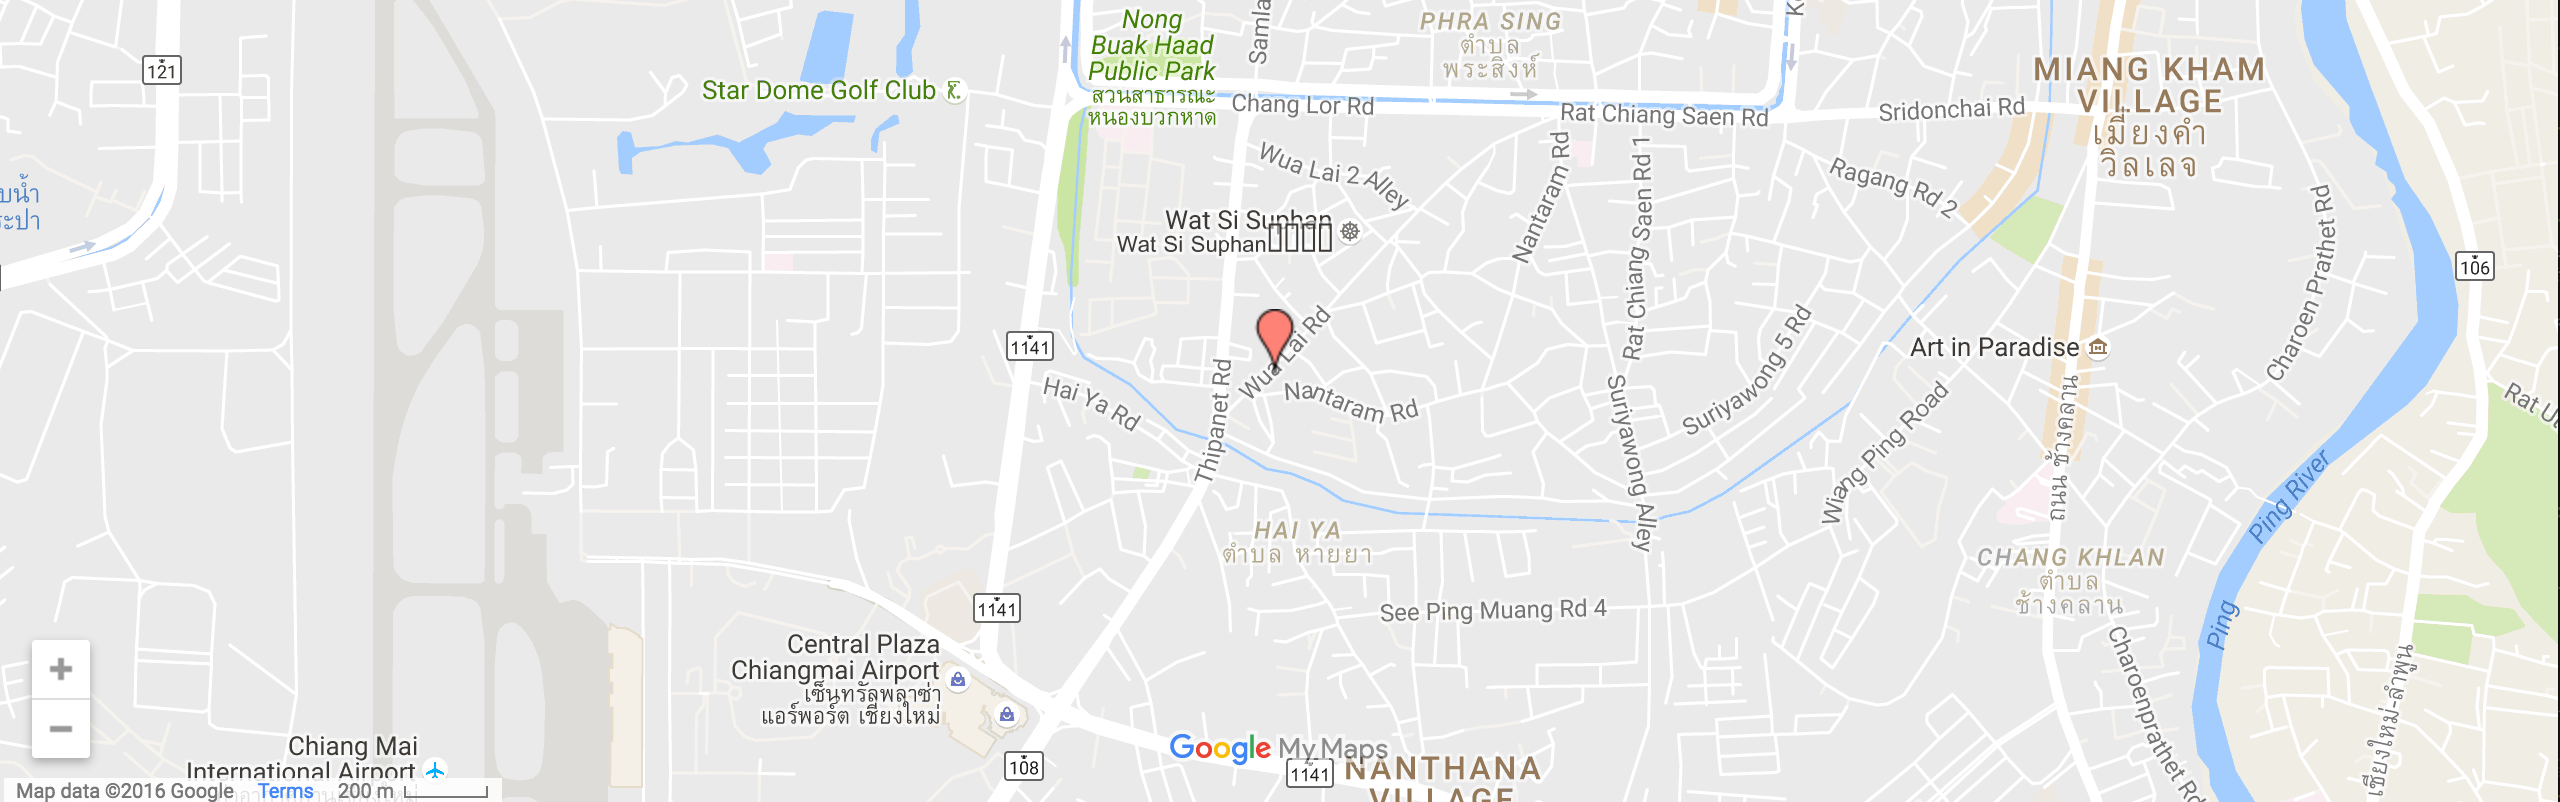 Nong
Buak Haad
Public Park
สวนสาธารณะ
หนองบวกหาด
PHRA SING
ตำบล
พระสิงห์
MIANG KHAM
VILLAGE
เมี่ยงคำ
วิลเลจ
121
Star Dome Golf Club
Chang Lor Rd
Rat Chiang Saen Rd
Sridonchai Rd
Wua Lai 2 Alley
Nantaram Rd
Rat Chiang Saen Rd 1
Ragang Rd 2
Charoen Prathet Rd
106
Wat Si Suphan
Wat Si Suphan
1141
Wua Lai Rd
Thipanet Rd
Hai Ya Rd
Nantaram Rd
Suriyawong Alley
Suriyawong 5 Rd
Art in Paradise
Wiang Ping Road
ถนน ช้างคลาน
Ping River
HAI YA
ตำบล หายยา
CHANG KHLAN
ตำบล
ช้างคลาน
1141
See Ping Muang Rd 4
Ping
Charoenprathet Rd
เชียงใหม่-ลำพูน
Central Plaza
Chiangmai Airport
เซ็นทรัลพลาซ่า
แอร์พอร์ต เชียงใหม่
+
−
Chiang Mai
International Airport
108
Google My Maps
1141
NANTHANA
VILLAGE
Map data ©2016 Google Terms 200 m